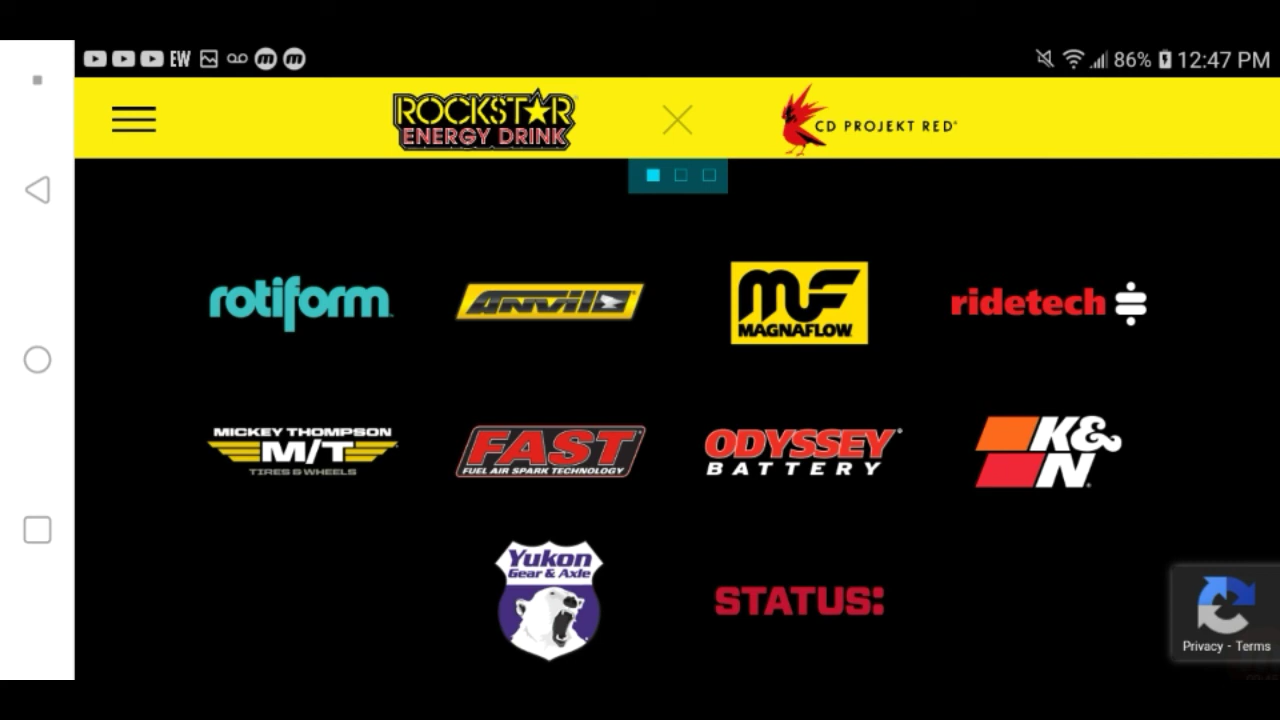 EW
86% 12:47 PM
ROCKST★R
ENERGY DRINK
CD PROJEKT RED®
rotiform
ANVIL
MF
MAGNAFLOW
ridetech
MICKEY THOMPSON
M/T
TIRES & WHEELS
FAST
FUEL AIR SPARK TECHNOLOGY
ODYSSEY®
BATTERY
K&N
Yukon
Gear & Axle
STATUS:
Privacy - Terms